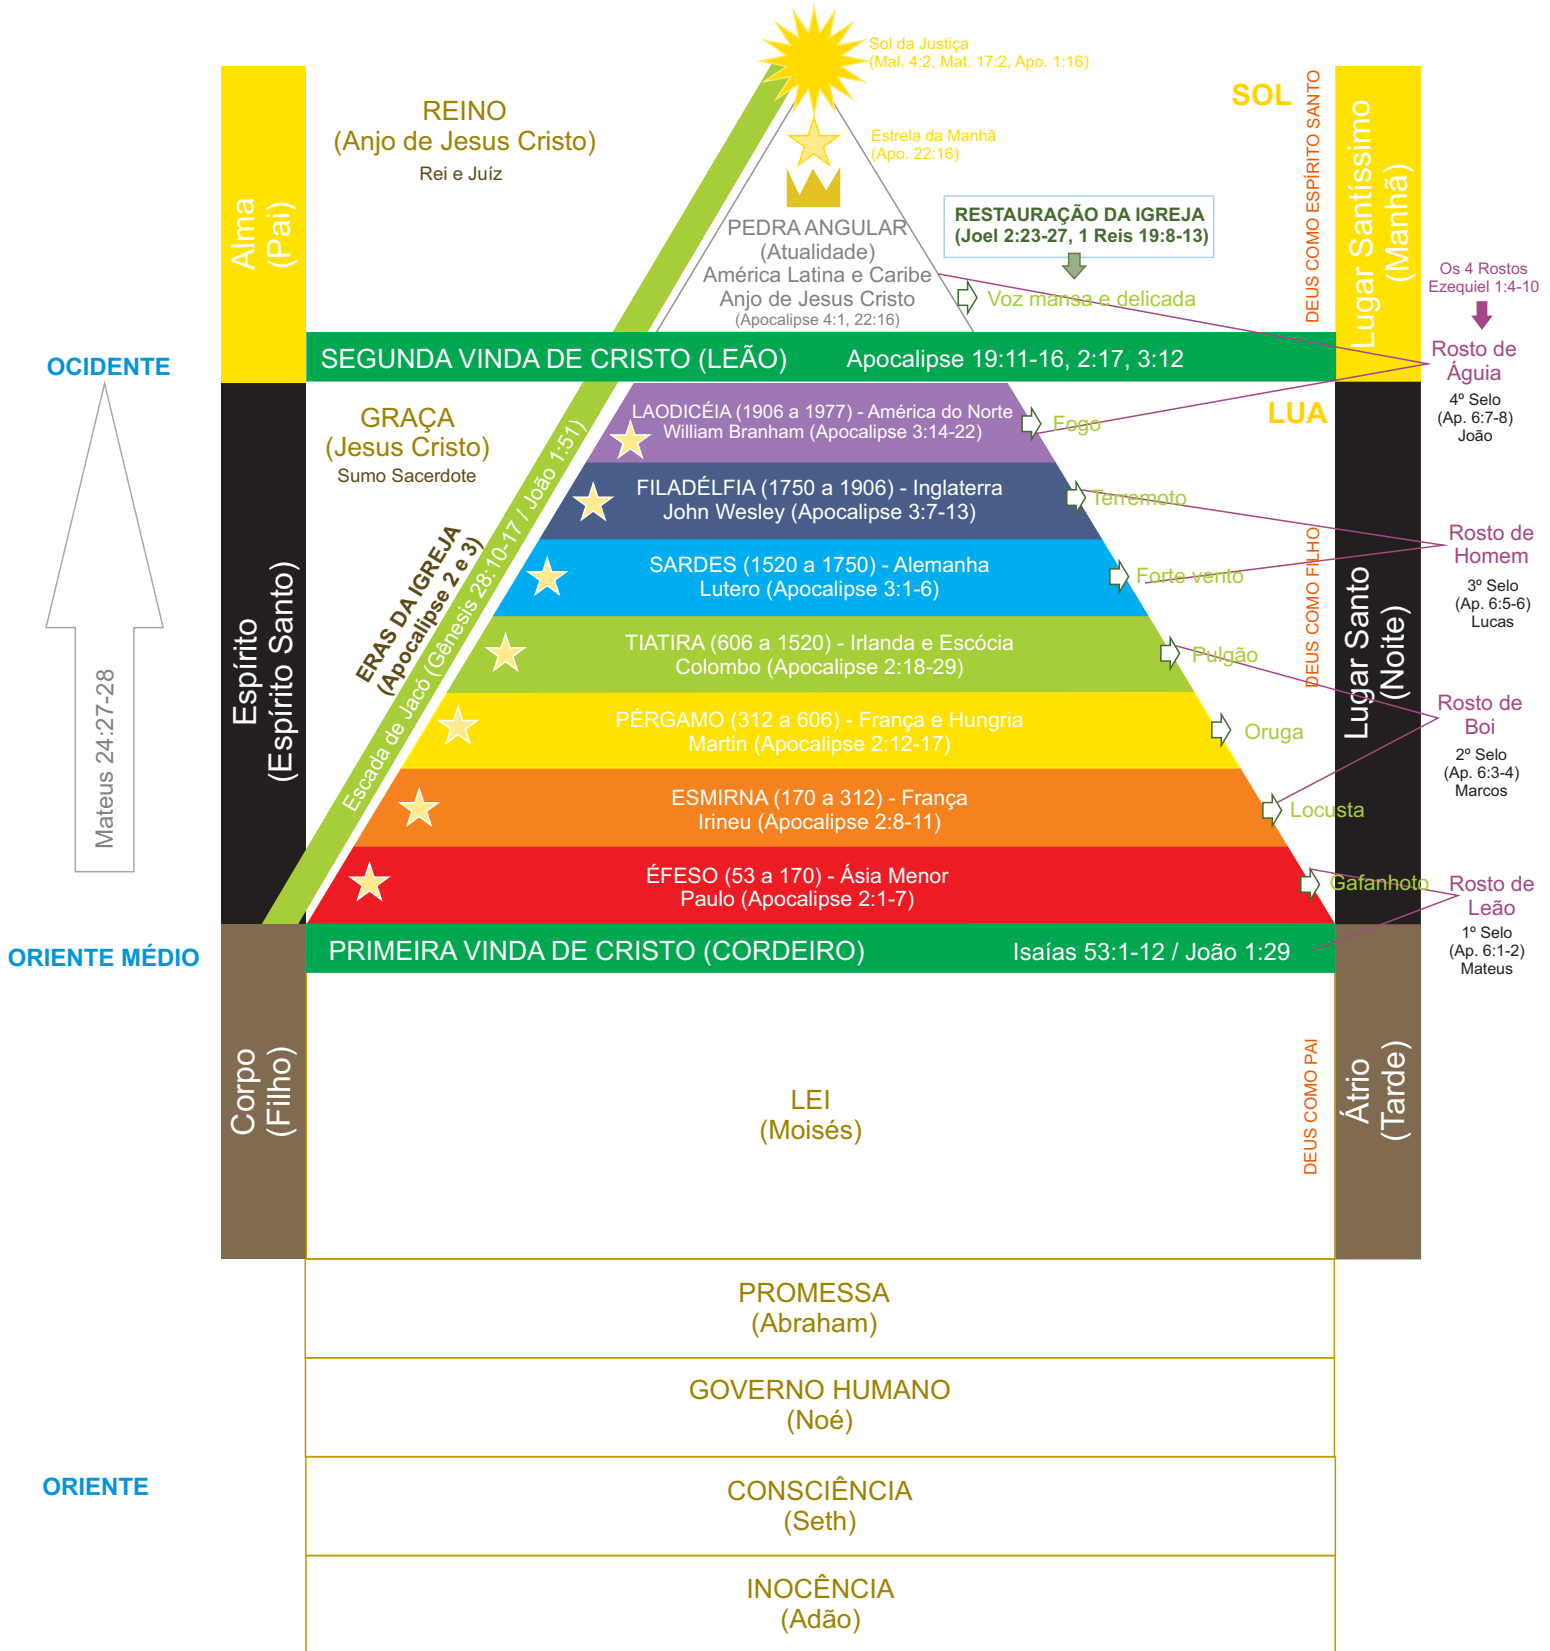 Sol da Justiça
(Mal. 4:2, Mat. 17:2, Apo. 1:16)
SOL
REINO
(Anjo de Jesus Cristo)
Rei e Juíz
Estrela da Manhã
(Apo. 22:16)
Alma
(Pai)
DEUS COMO ESPÍRITO SANTO
Lugar Santíssimo
(Manhã)
RESTAURAÇÃO DA IGREJA
(Joel 2:23-27, 1 Reis 19:8-13)
PEDRA ANGULAR
(Atualidade)
América Latina e Caribe
Anjo de Jesus Cristo
(Apocalipse 4:1, 22:16)
Voz mansa e delicada
Os 4 Rostos
Ezequiel 1:4-10
OCIDENTE
SEGUNDA VINDA DE CRISTO (LEÃO)
Apocalipse 19:11-16, 2:17, 3:12
Rosto de
Águia
4º Selo
(Ap. 6:7-8)
João
GRAÇA
(Jesus Cristo)
Sumo Sacerdote
LAODICÉIA (1906 a 1977) - América do Norte
William Branham (Apocalipse 3:14-22)
Fogo
LUA
FILADÉLFIA (1750 a 1906) - Inglaterra
John Wesley (Apocalipse 3:7-13)
Terremoto
Rosto de
Homem
3º Selo
(Ap. 6:5-6)
Lucas
ERAS DA IGREJA
(Apocalipse 2 e 3)
Escada de Jacó (Gênesis 28:10-17 / João 1:51)
SARDES (1520 a 1750) - Alemanha
Lutero (Apocalipse 3:1-6)
Forte vento
DEUS COMO FILHO
Lugar Santo
(Noite)
Espírito
(Espírito Santo)
Mateus 24:27-28
TIATIRA (606 a 1520) - Irlanda e Escócia
Colombo (Apocalipse 2:18-29)
Pulgão
PÉRGAMO (312 a 606) - França e Hungria
Martin (Apocalipse 2:12-17)
Oruga
Rosto de
Boi
2º Selo
(Ap. 6:3-4)
Marcos
ESMIRNA (170 a 312) - França
Irineu (Apocalipse 2:8-11)
Locusta
ÉFESO (53 a 170) - Ásia Menor
Paulo (Apocalipse 2:1-7)
Gafanhoto
Rosto de
Leão
1º Selo
(Ap. 6:1-2)
Mateus
ORIENTE MÉDIO
PRIMEIRA VINDA DE CRISTO (CORDEIRO)
Isaías 53:1-12 / João 1:29
Corpo
(Filho)
LEI
(Moisés)
DEUS COMO PAI
Átrio
(Tarde)
PROMESSA
(Abraham)
GOVERNO HUMANO
(Noé)
ORIENTE
CONSCIÊNCIA
(Seth)
INOCÊNCIA
(Adão)